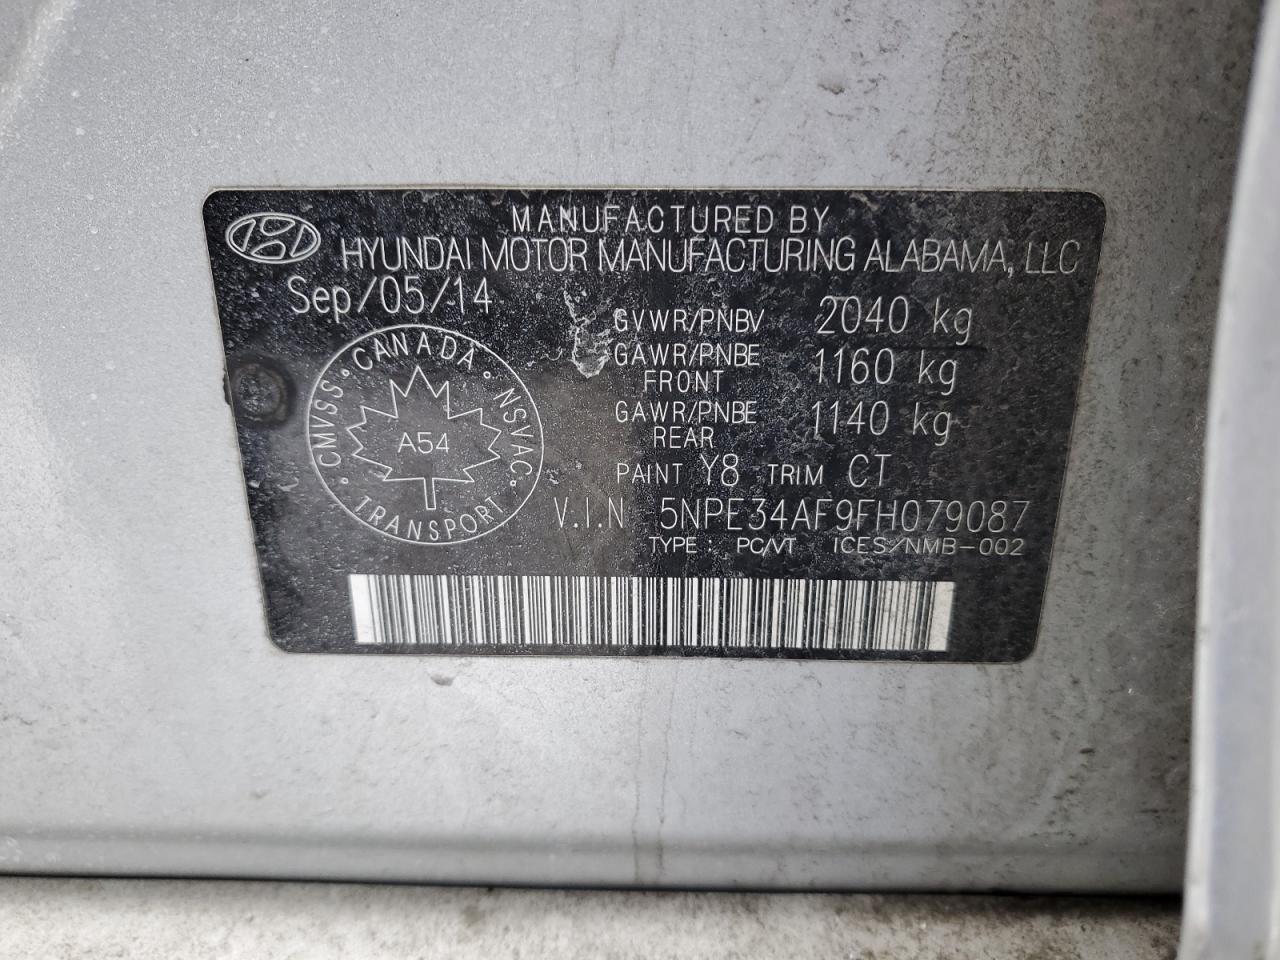 MANUFACTURED BY
HYUNDAI MOTOR MANUFACTURING ALABAMA, LLC
Sep/05/14
GVWR/PNBV 2040 kg
GAWR/PNBE 1160 kg
FRONT
GAWR/PNBE 1140 kg
REAR
PAINT Y8 TRIM CT
V.I.N 5NPE34AF9FH079087
TYPE : PC/VT ICES/NMB-002
· CMVSS · CANADA · NSVAC ·
A54
TRANSPORT